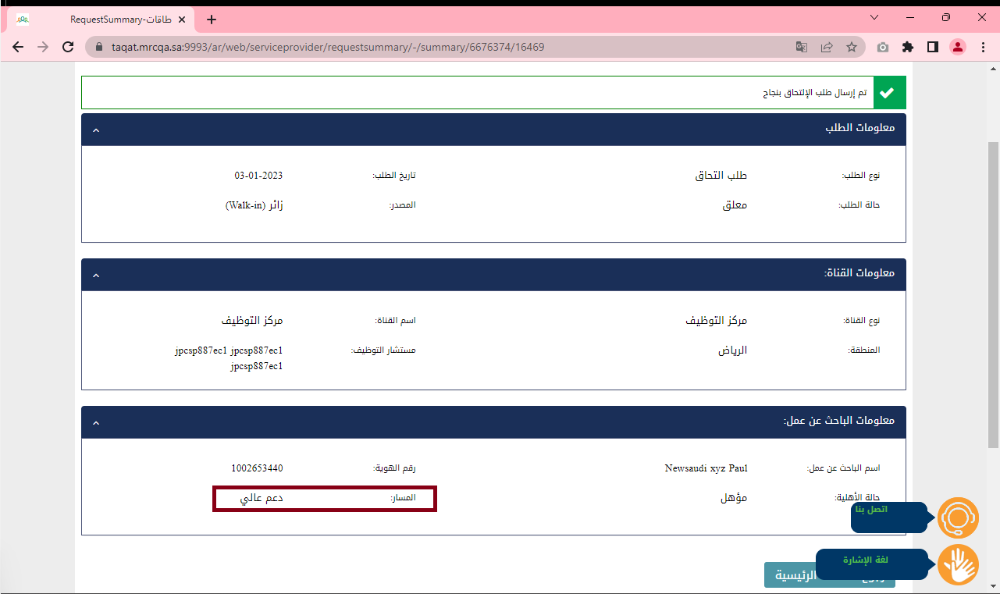 RequestSummary-طاقات
taqat.mrcqa.sa:9993/ar/web/serviceprovider/requestsummary/-/summary/6676374/16469
تم إرسال طلب الإلتحاق بنجاح
معلومات الطلب
نوع الطلب: طلب التحاق تاريخ الطلب: 03-01-2023
حالة الطلب: معلق المصدر: زائر (Walk-in)
معلومات القناة:
نوع القناة: مركز التوظيف اسم القناة: مركز التوظيف
المنطقة: الرياض مستشار التوظيف: jpcsp887ec1 jpcsp887ec1
jpcsp887ec1
معلومات الباحث عن عمل:
اسم الباحث عن عمل: Newsaudi xyz Paul رقم الهوية: 1002653440
حالة الأهلية: مؤهل المسار: دعم عالي
اتصل بنا
لغة الإشارة
الرئيسية